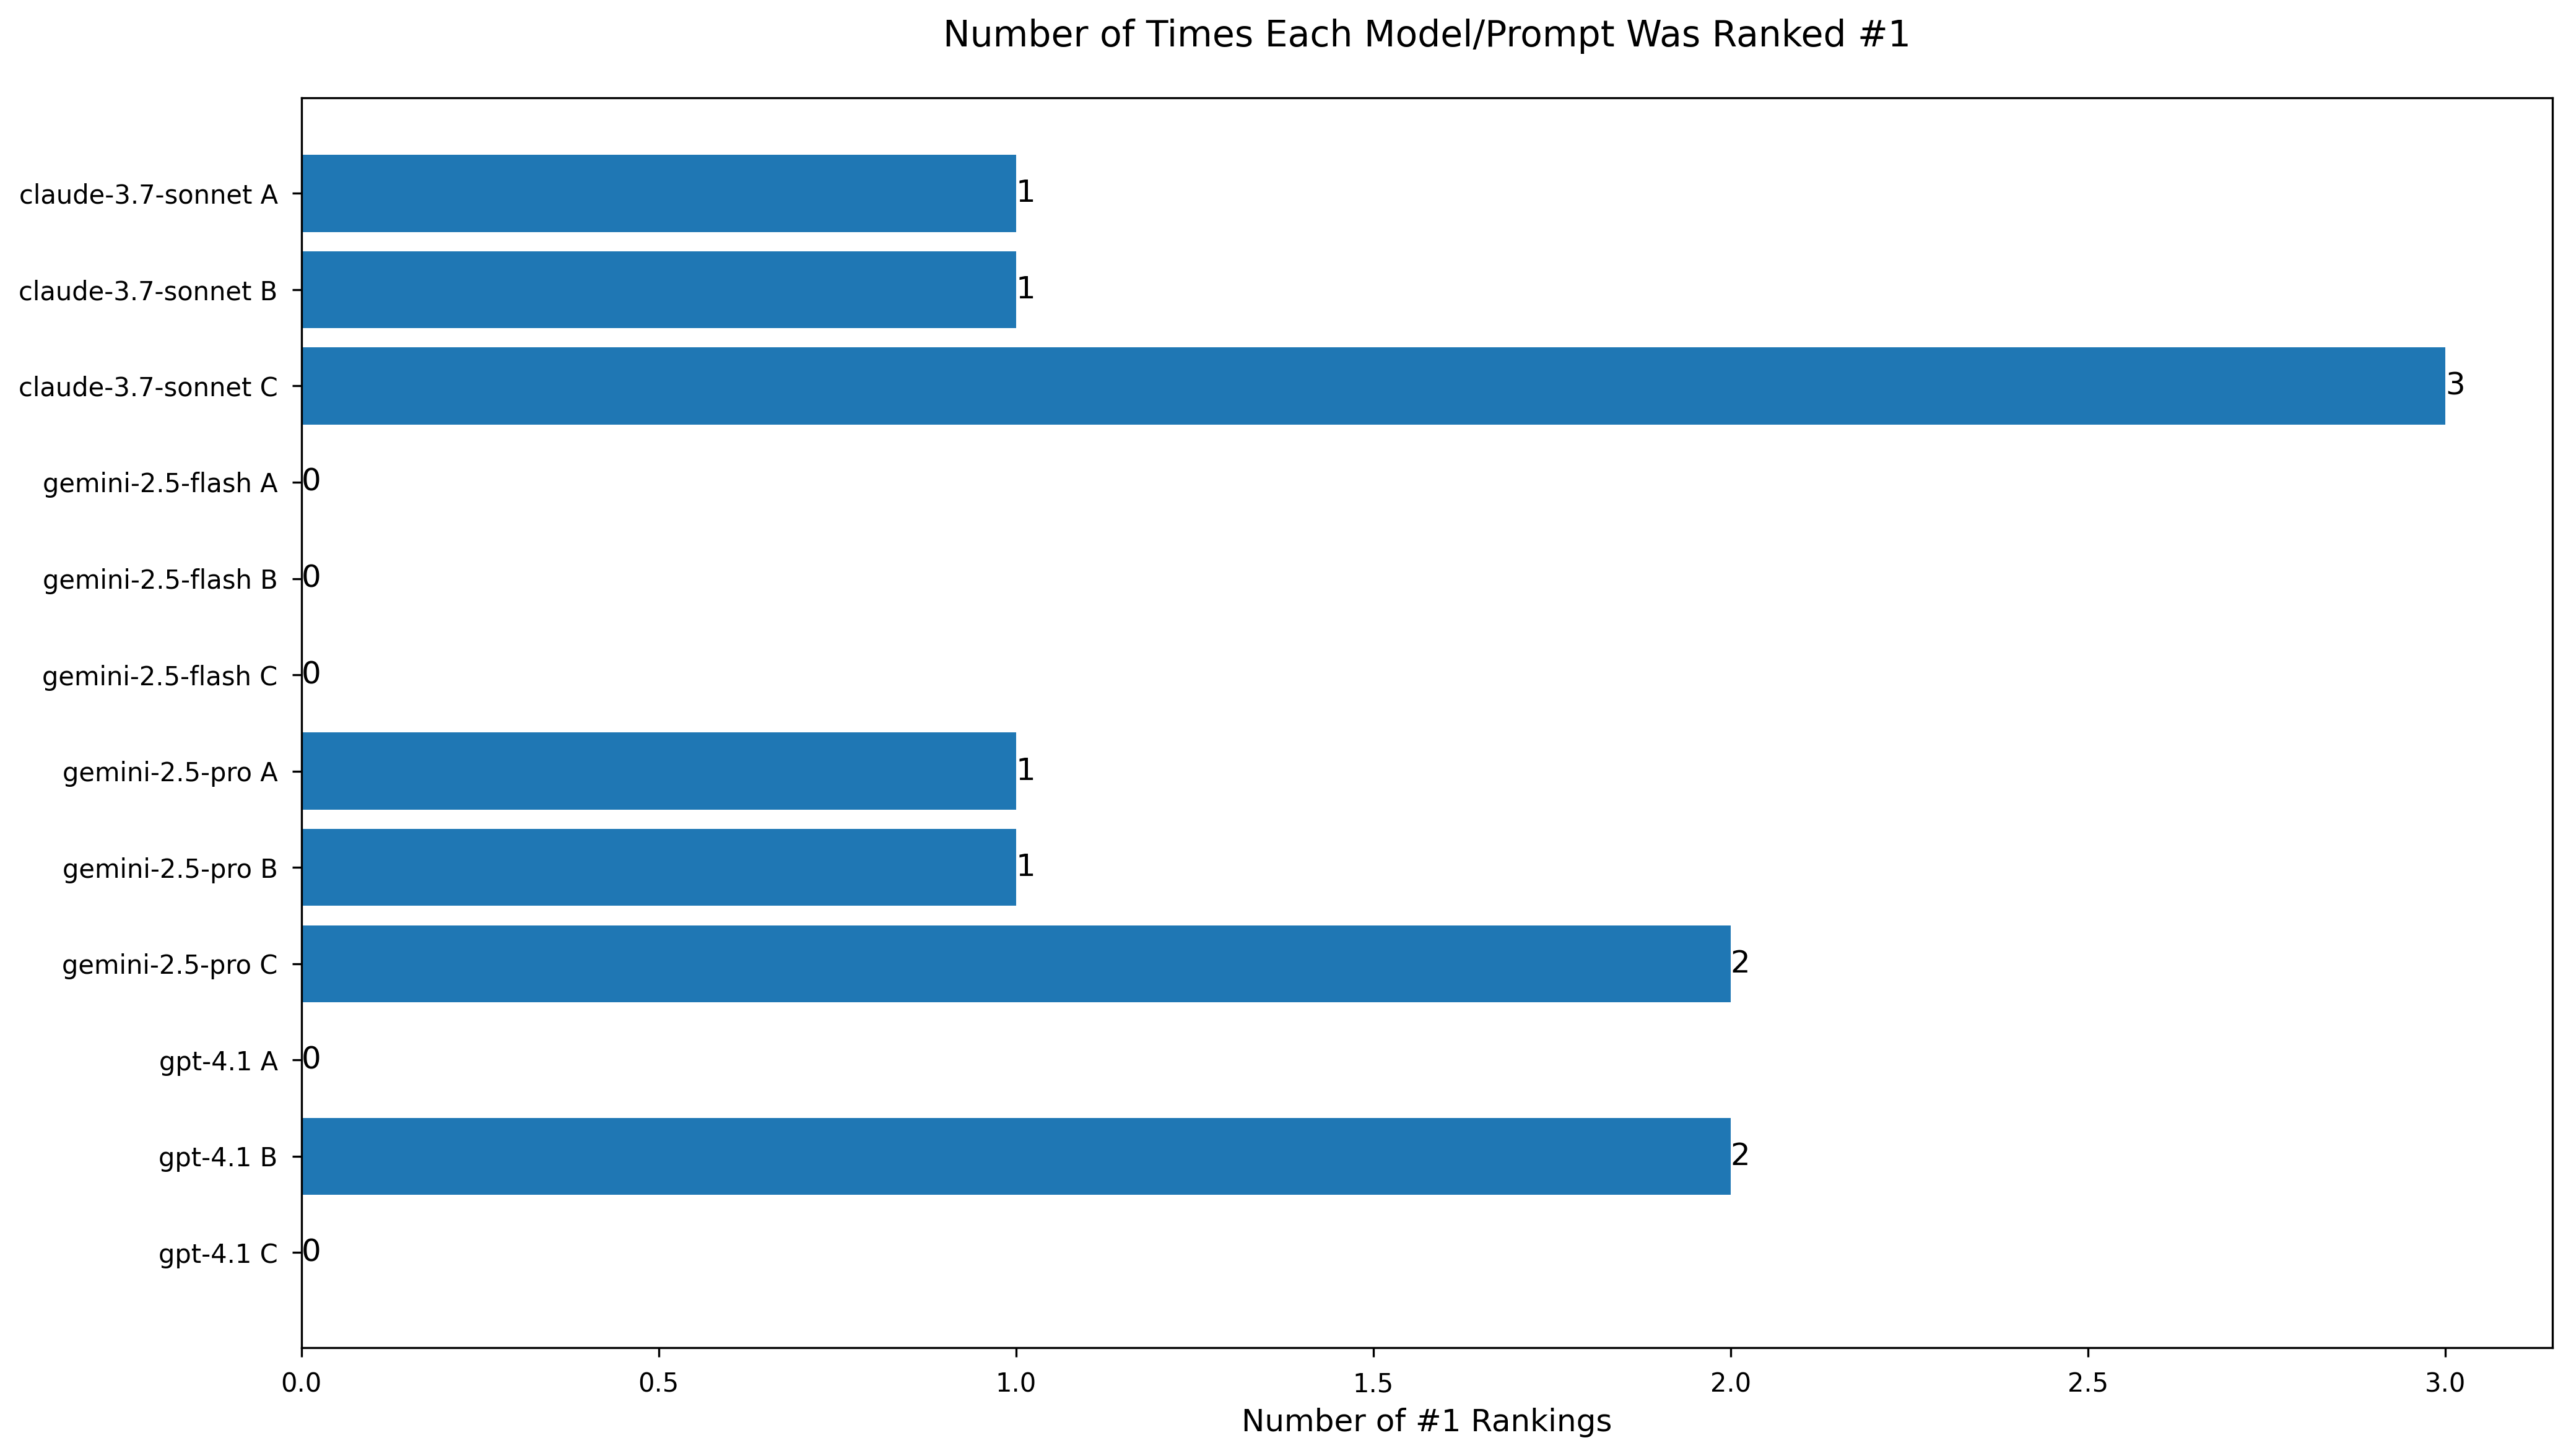 Number of Times Each Model/Prompt Was Ranked #1
claude-3.7-sonnet A 1
claude-3.7-sonnet B 1
claude-3.7-sonnet C 3
gemini-2.5-flash A 0
gemini-2.5-flash B 0
gemini-2.5-flash C 0
gemini-2.5-pro A 1
gemini-2.5-pro B 1
gemini-2.5-pro C 2
gpt-4.1 A 0
gpt-4.1 B 2
gpt-4.1 C 0
0.0 0.5 1.0 1.5 2.0 2.5 3.0
Number of #1 Rankings